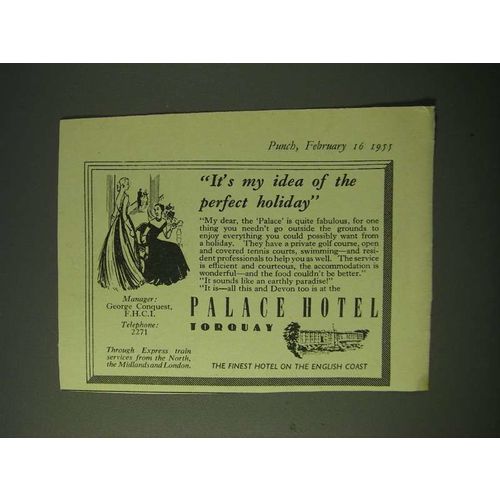 Punch, February 16 1955
"It's my idea of the
perfect holiday"
"My dear, the 'Palace' is quite fabulous, for one
thing you needn't go outside the grounds to
enjoy everything you could possibly want from
a holiday. They have a private golf course, open
and covered tennis courts, swimming—and resi-
dent professionals to help you as well. The service
is efficient and courteous, the accommodation is
wonderful—and the food couldn't be better."
"It sounds like an earthly paradise!"
"It is—all this and Devon too is at the
Manager:
George Conquest,
F.H.C.I.
Telephone:
2271
PALACE HOTEL
TORQUAY
Through Express train
services from the North,
the Midlands and London.
THE FINEST HOTEL ON THE ENGLISH COAST